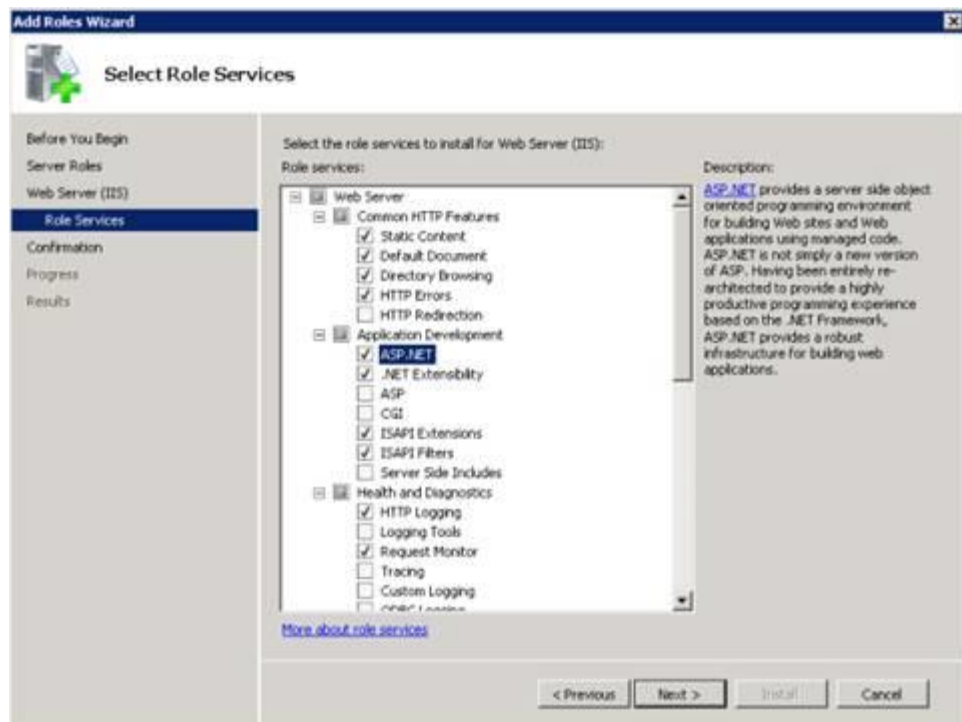 Add Roles Wizard
Select Role Services
Before You Begin
Server Roles
Web Server (IIS)
Role Services
Confirmation
Progress
Results
Select the role services to install for Web Server (IIS):
Role services:
Web Server
Common HTTP Features
Static Content
Default Document
Directory Browsing
HTTP Errors
HTTP Redirection
Application Development
ASP.NET
.NET Extensibility
ASP
CGI
ISAPI Extensions
ISAPI Filters
Server Side Includes
Health and Diagnostics
HTTP Logging
Logging Tools
Request Monitor
Tracing
Custom Logging
ODBC Logging
More about role services
Description:
ASP.NET provides a server side object
oriented programming environment
for building Web sites and Web
applications using managed code.
ASP.NET is not simply a new version
of ASP. Having been entirely re-
architected to provide a highly
productive programming experience
based on the .NET Framework,
ASP.NET provides a robust
infrastructure for building web
applications.
< Previous
Next >
Install
Cancel